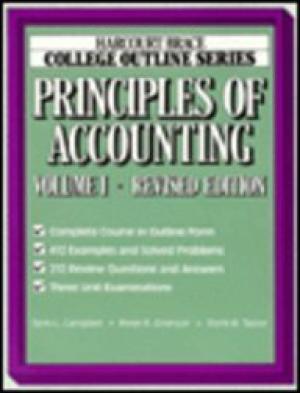 HARCOURT BRACE
COLLEGE OUTLINE SERIES
PRINCIPLES OF
ACCOUNTING
VOLUME I • REVISED EDITION
Complete Course in Outline Form
Examples and Solved Problems
Review Questions and Answers
Three Unit Examinations
Campbell •